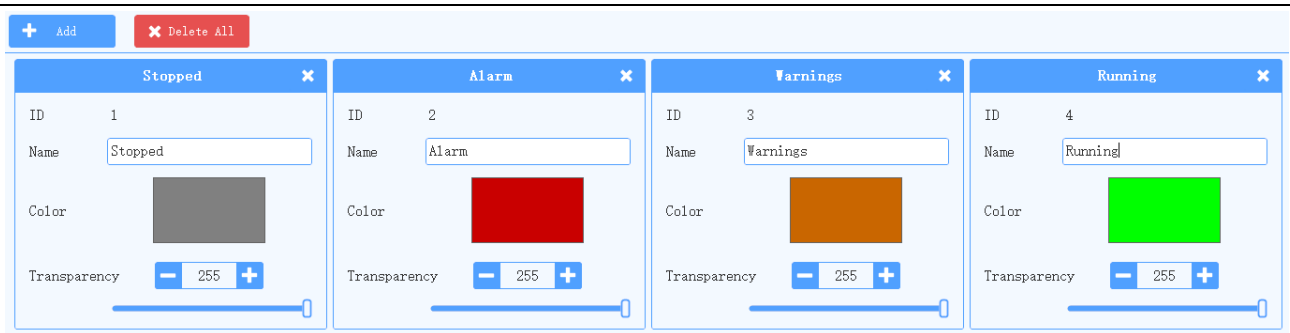 Add Delete All
Stopped Alarm Warnings Running
ID 1 ID 2 ID 3 ID 4
Name Stopped Name Alarm Name Warnings Name Running
Color Color Color Color
Transparency 255 Transparency 255 Transparency 255 Transparency 255